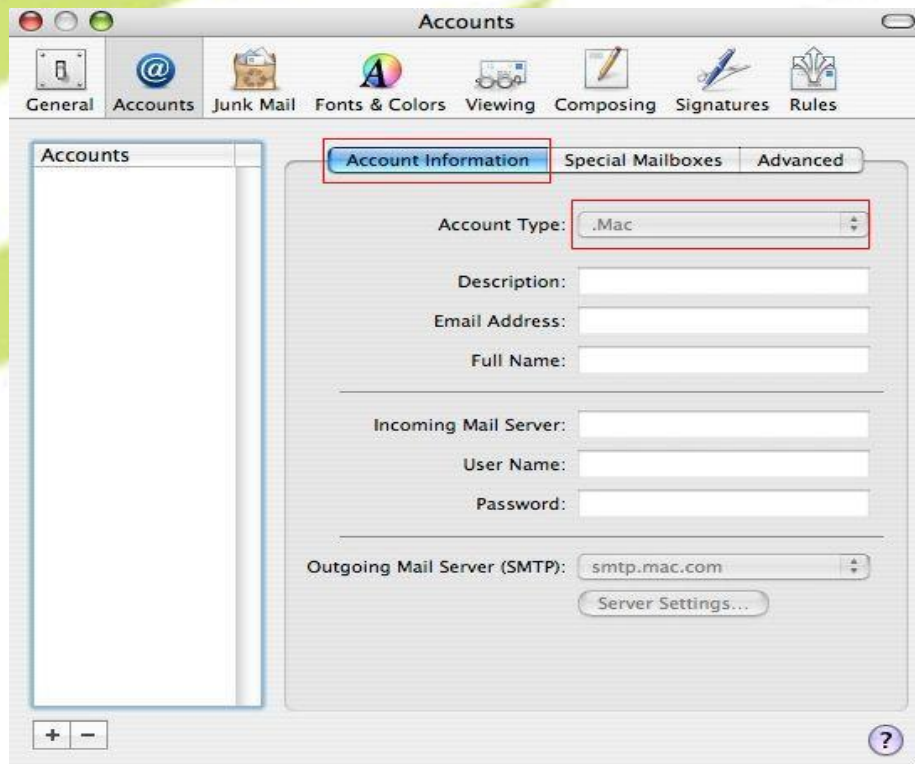 Accounts
General Accounts Junk Mail Fonts & Colors Viewing Composing Signatures Rules
Accounts
Account Information Special Mailboxes Advanced
Account Type: .Mac
Description:
Email Address:
Full Name:
Incoming Mail Server:
User Name:
Password:
Outgoing Mail Server (SMTP): smtp.mac.com
Server Settings...
+ − ?